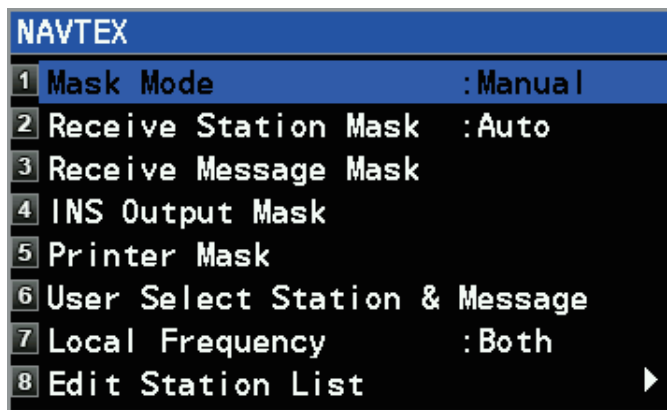 NAVTEX
1 Mask Mode :Manual
2 Receive Station Mask :Auto
3 Receive Message Mask
4 INS Output Mask
5 Printer Mask
6 User Select Station & Message
7 Local Frequency :Both
8 Edit Station List